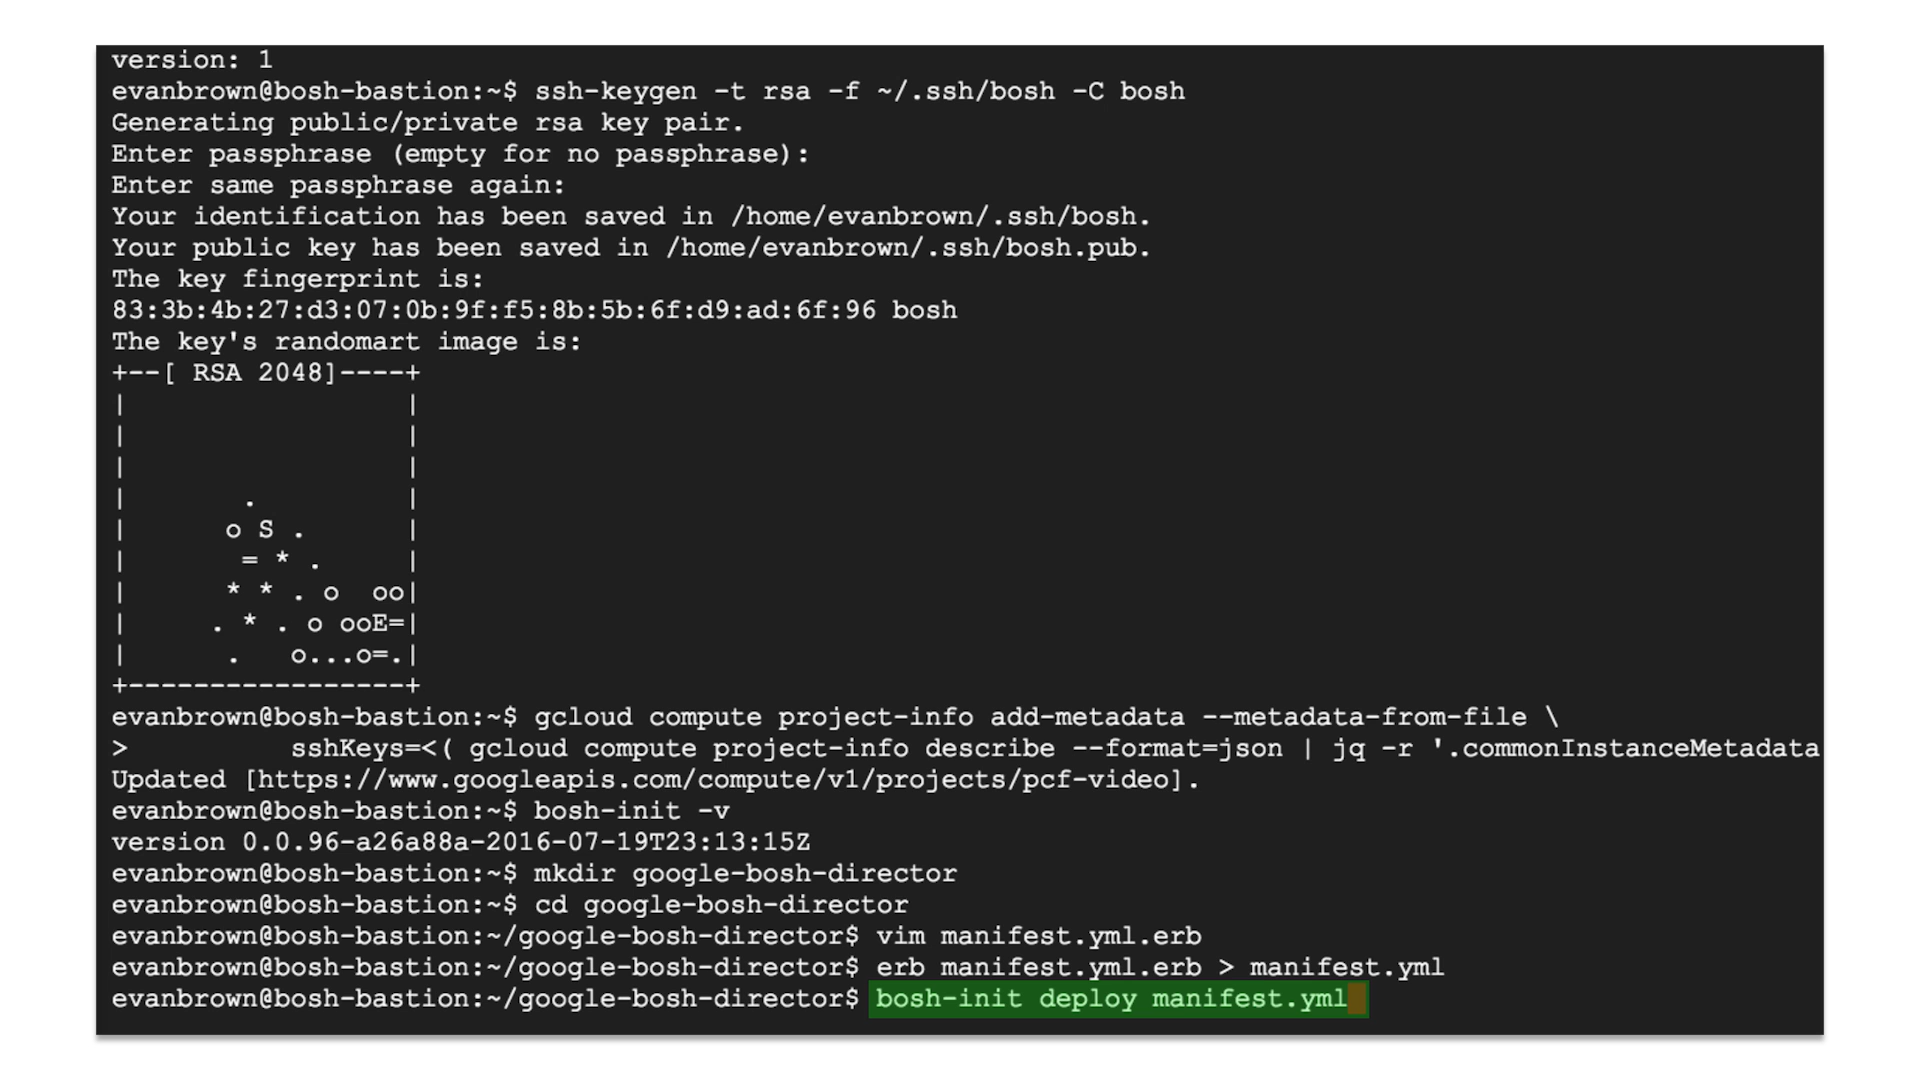 version: 1
evanbrown@bosh-bastion:~$ ssh-keygen -t rsa -f ~/.ssh/bosh -C bosh
Generating public/private rsa key pair.
Enter passphrase (empty for no passphrase):
Enter same passphrase again:
Your identification has been saved in /home/evanbrown/.ssh/bosh.
Your public key has been saved in /home/evanbrown/.ssh/bosh.pub.
The key fingerprint is:
83:3b:4b:27:d3:07:0b:9f:f5:8b:5b:6f:d9:ad:6f:96 bosh
The key's randomart image is:
+--[ RSA 2048]----+
|                 |
|                 |
|                 |
|       .         |
|      o S .      |
|       = * .     |
|      * * . o  oo|
|     . * . o ooE=|
|      .   o...o=.|
+-----------------+
evanbrown@bosh-bastion:~$ gcloud compute project-info add-metadata --metadata-from-file \
>          sshKeys=<( gcloud compute project-info describe --format=json | jq -r '.commonInstanceMetadata
Updated [https://www.googleapis.com/compute/v1/projects/pcf-video].
evanbrown@bosh-bastion:~$ bosh-init -v
version 0.0.96-a26a88a-2016-07-19T23:13:15Z
evanbrown@bosh-bastion:~$ mkdir google-bosh-director
evanbrown@bosh-bastion:~$ cd google-bosh-director
evanbrown@bosh-bastion:~/google-bosh-director$ vim manifest.yml.erb
evanbrown@bosh-bastion:~/google-bosh-director$ erb manifest.yml.erb > manifest.yml
evanbrown@bosh-bastion:~/google-bosh-director$ bosh-init deploy manifest.yml